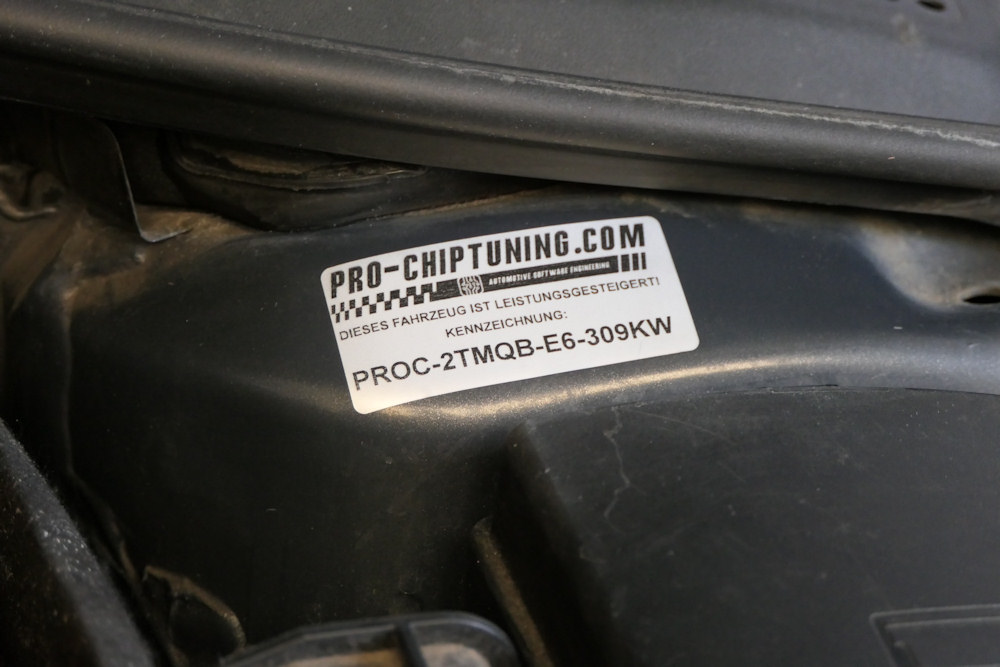 PRO-CHIPTUNING.COM
AUTOMOTIVE SOFTWARE ENGINEERING
DIESES FAHRZEUG IST LEISTUNGSGESTEIGERT!
KENNZEICHNUNG:
PROC-2TMQB-E6-309KW